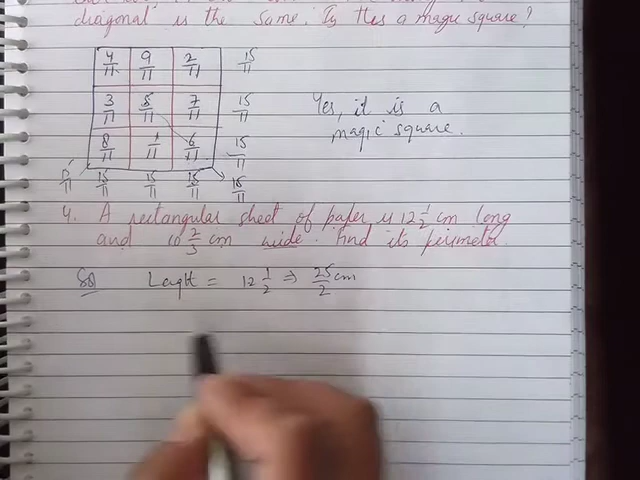 diagonal is the same. Is this a magic square?
4/11 9/11 2/11 15/11
3/11 5/11 7/11 15/11
8/11 1/11 6/11 15/11
15/11 15/11 15/11 15/11 15/11
Yes, it is a
magic square.
4. A rectangular sheet of paper is 12 1/2 cm long
and 10 2/3 cm wide. Find its perimeter.
Sol Length = 12 1/2 ⇒ 25/2 cm